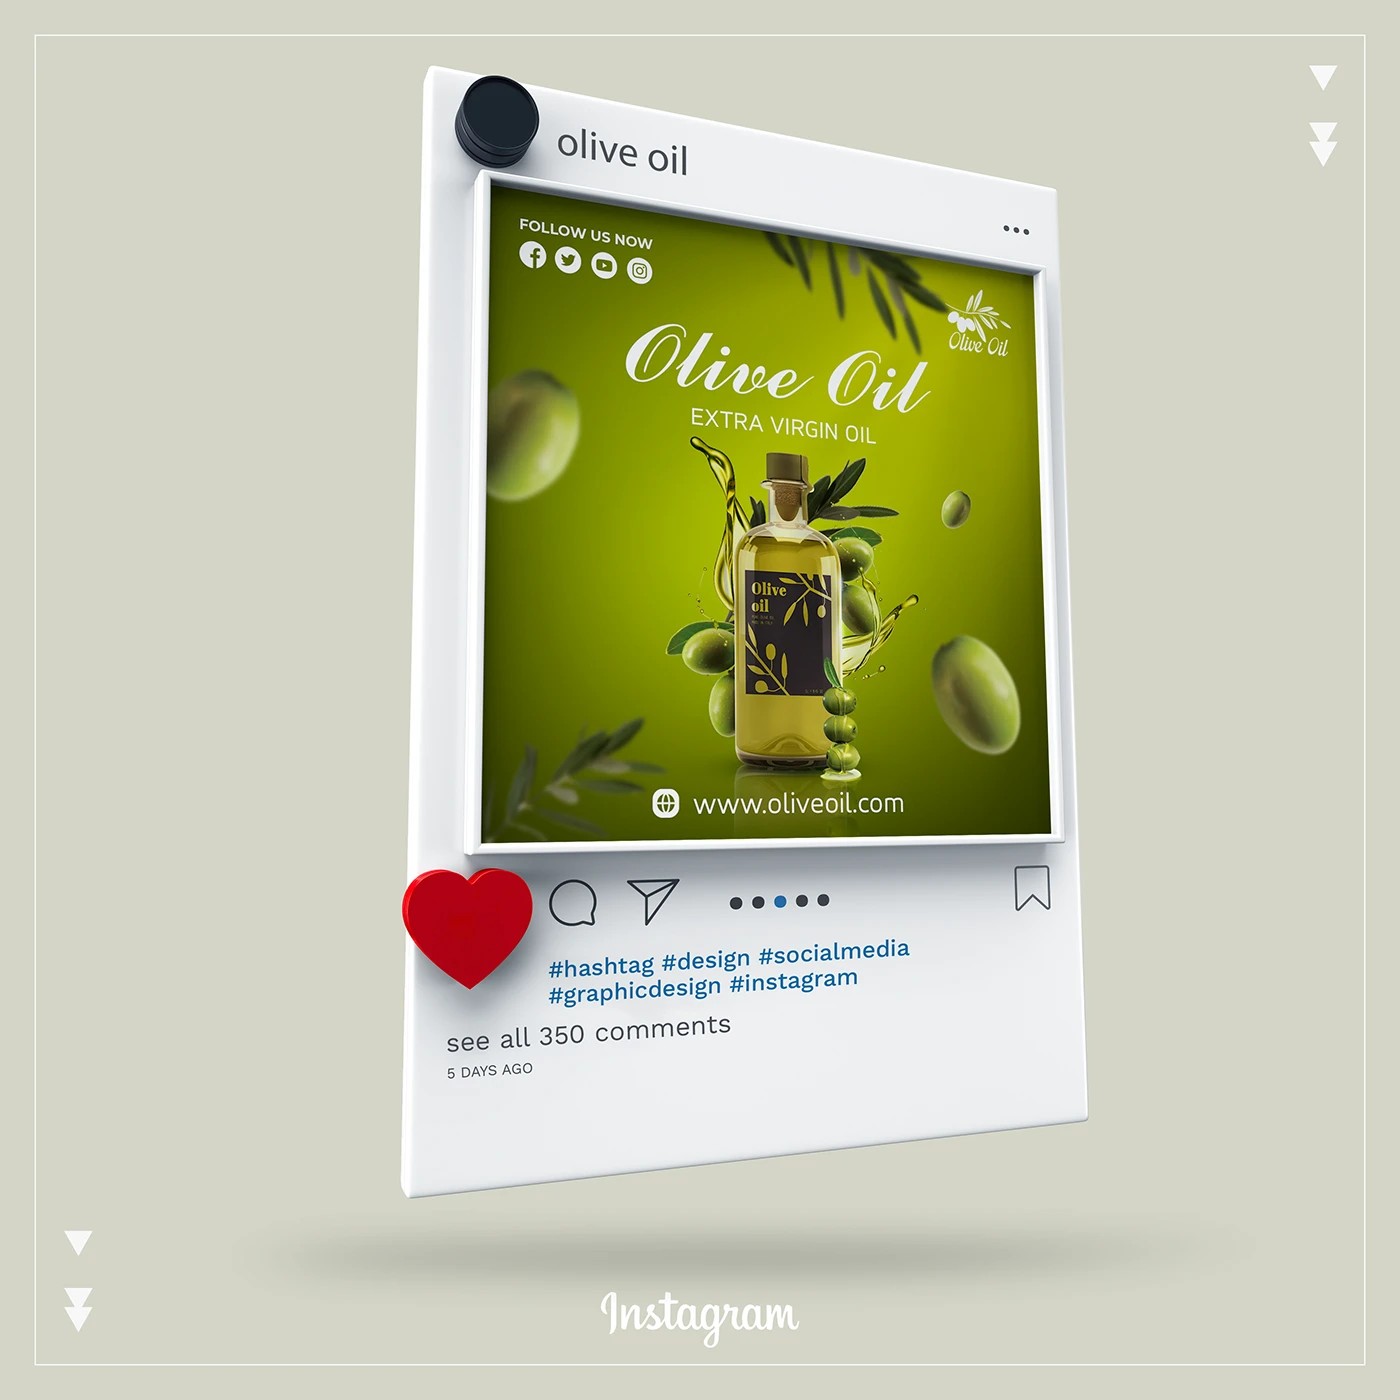 olive oil
FOLLOW US NOW
Olive Oil
Olive Oil
EXTRA VIRGIN OIL
Olive
oil
www.oliveoil.com
#hashtag #design #socialmedia
#graphicdesign #instagram
see all 350 comments
5 DAYS AGO
Instagram